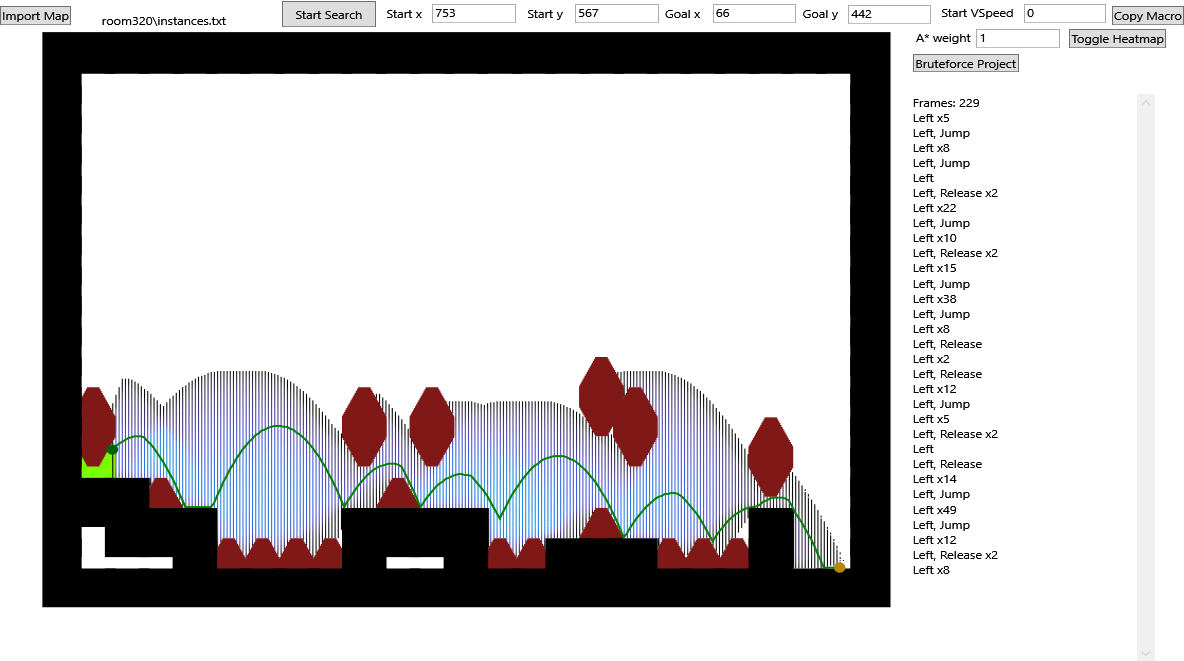 Import Map
room320\instances.txt
Start Search
Start x 753
Start y 567
Goal x 66
Goal y 442
Start VSpeed 0
Copy Macro
A* weight 1
Toggle Heatmap
Bruteforce Project
Frames: 229
Left x5
Left, Jump
Left x8
Left, Jump
Left
Left, Release x2
Left x22
Left, Jump
Left x10
Left, Release x2
Left x15
Left, Jump
Left x38
Left, Jump
Left x8
Left, Release
Left x2
Left, Release
Left x12
Left, Jump
Left x5
Left, Release x2
Left
Left, Release
Left x14
Left, Jump
Left x49
Left, Jump
Left x12
Left, Release x2
Left x8